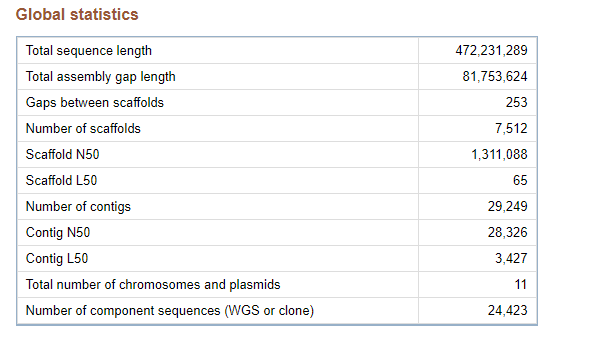 Global statistics
Total sequence length 472,231,289
Total assembly gap length 81,753,624
Gaps between scaffolds 253
Number of scaffolds 7,512
Scaffold N50 1,311,088
Scaffold L50 65
Number of contigs 29,249
Contig N50 28,326
Contig L50 3,427
Total number of chromosomes and plasmids 11
Number of component sequences (WGS or clone) 24,423